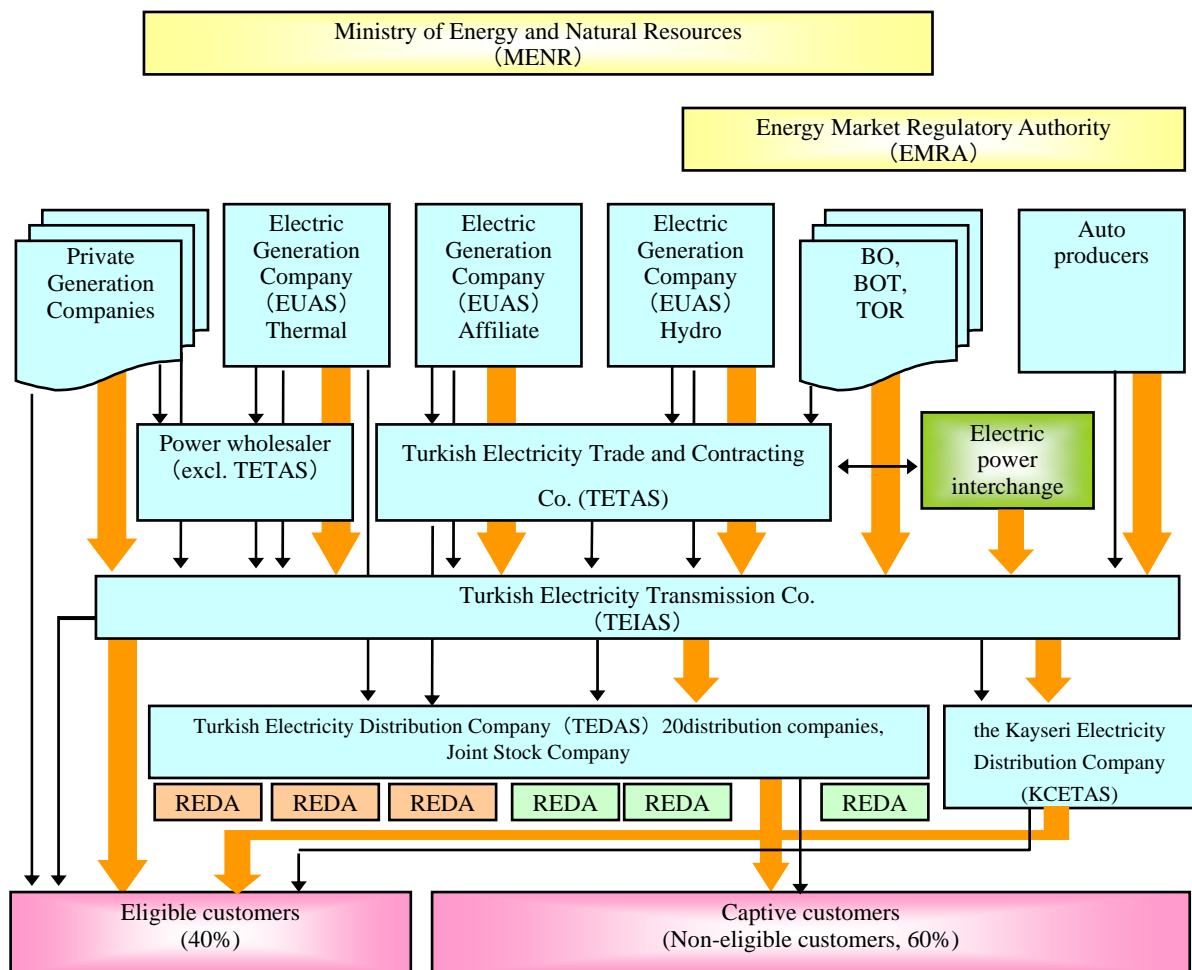 Ministry of Energy and Natural Resources
（MENR）
Energy Market Regulatory Authority
（EMRA）
Private
Generation
Companies
Electric
Generation
Company
（EUAS）
Thermal
Electric
Generation
Company
（EUAS）
Affiliate
Electric
Generation
Company
（EUAS）
Hydro
BO,
BOT,
TOR
Auto
producers
Power wholesaler
（excl. TETAS）
Turkish Electricity Trade and Contracting
Co. (TETAS)
Electric
power
interchange
Turkish Electricity Transmission Co.
（TEIAS）
Turkish Electricity Distribution Company（TEDAS）20distribution companies,
Joint Stock Company
the Kayseri Electricity
Distribution Company
(KCETAS)
REDA
REDA
REDA
REDA
REDA
REDA
Eligible customers
(40%)
Captive customers
(Non-eligible customers, 60%)